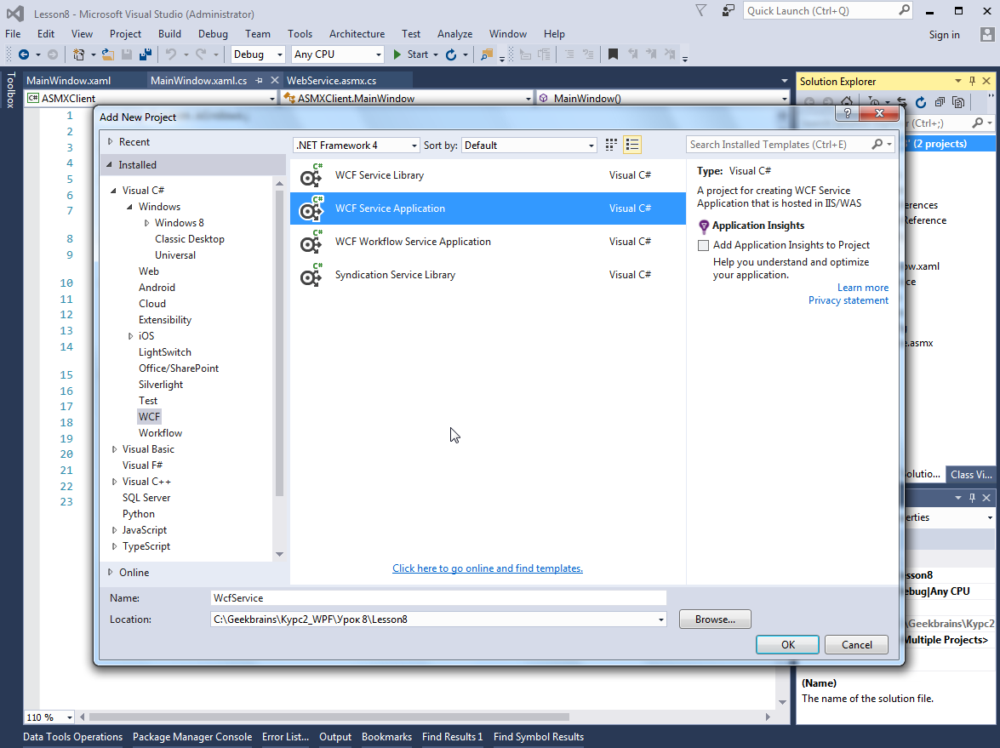 Lesson8 - Microsoft Visual Studio (Administrator)
Quick Launch (Ctrl+Q)
File Edit View Project Build Debug Team Tools Architecture Test Analyze Window Help
Sign in
Debug Any CPU Start
Toolbox
MainWindow.xaml MainWindow.xaml.cs WebService.asmx.cs
Solution Explorer
C# ASMXClient ASMXClient.MainWindow MainWindow()
1
2
3
4
5
6
7
8
9
10
11
12
13
14
15
16
17
18
19
20
21
22
23
(Ctrl+;)
(2 projects)
Add New Project
?
Recent
Installed
Visual C#
Windows
Windows 8
Classic Desktop
Universal
Web
Android
Cloud
Extensibility
iOS
LightSwitch
Office/SharePoint
Silverlight
Test
WCF
Workflow
Visual Basic
Visual F#
Visual C++
SQL Server
Python
JavaScript
TypeScript
Online
.NET Framework 4 Sort by: Default
Search Installed Templates (Ctrl+E)
C# WCF Service Library Visual C#
C# WCF Service Application Visual C#
C# WCF Workflow Service Application Visual C#
C# Syndication Service Library Visual C#
Click here to go online and find templates.
Type: Visual C#
A project for creating WCF Service
Application that is hosted in IIS/WAS
Application Insights
Add Application Insights to Project
Help you understand and optimize
your application.
Learn more
Privacy statement
Name: WcfService
Location: C:\Geekbrains\Курс2_WPF\Урок 8\Lesson8
Browse...
OK Cancel
erences
Reference
ow.xaml
ce
e.asmx
olutio... Class Vi...
erties
sson8
ebug|Any CPU
\Geekbrains\Курс2
Multiple Projects>
(Name)
The name of the solution file.
110 %
Data Tools Operations Package Manager Console Error List... Output Bookmarks Find Results 1 Find Symbol Results